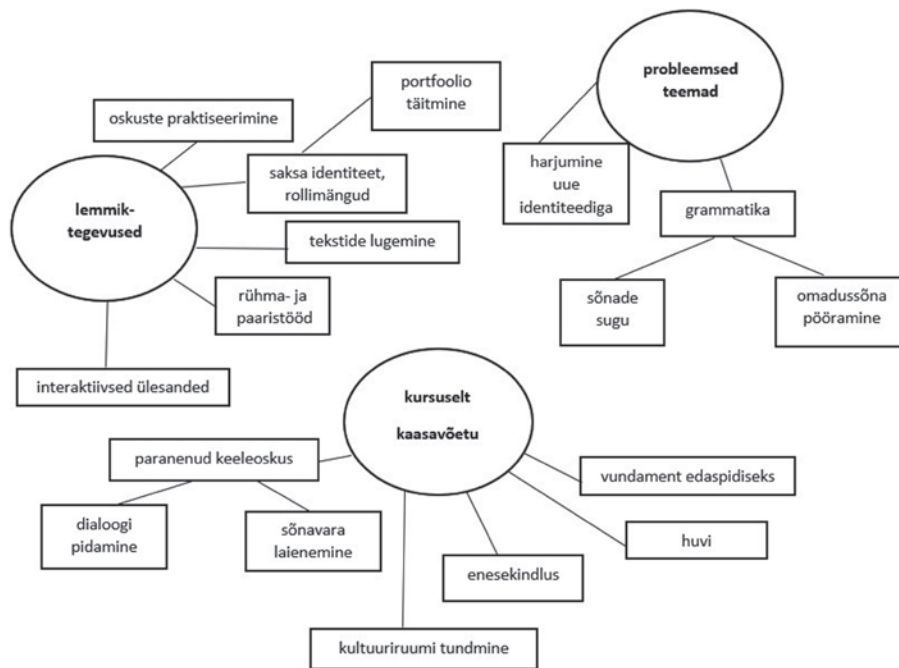 lemmik-
tegevused
oskuste praktiseerimine
portfoolio
täitmine
saksa identiteet,
rollimängud
tekstide lugemine
rühma- ja
paaristööd
interaktiivsed ülesanded
probleemsed
teemad
harjumine
uue
identiteediga
grammatika
sõnade
sugu
omadussõna
pööramine
kursuselt
kaasavõetu
paranenud keeleoskus
dialoogi
pidamine
sõnavara
laienemine
kultuuriruumi tundmine
enesekindlus
huvi
vundament edaspidiseks